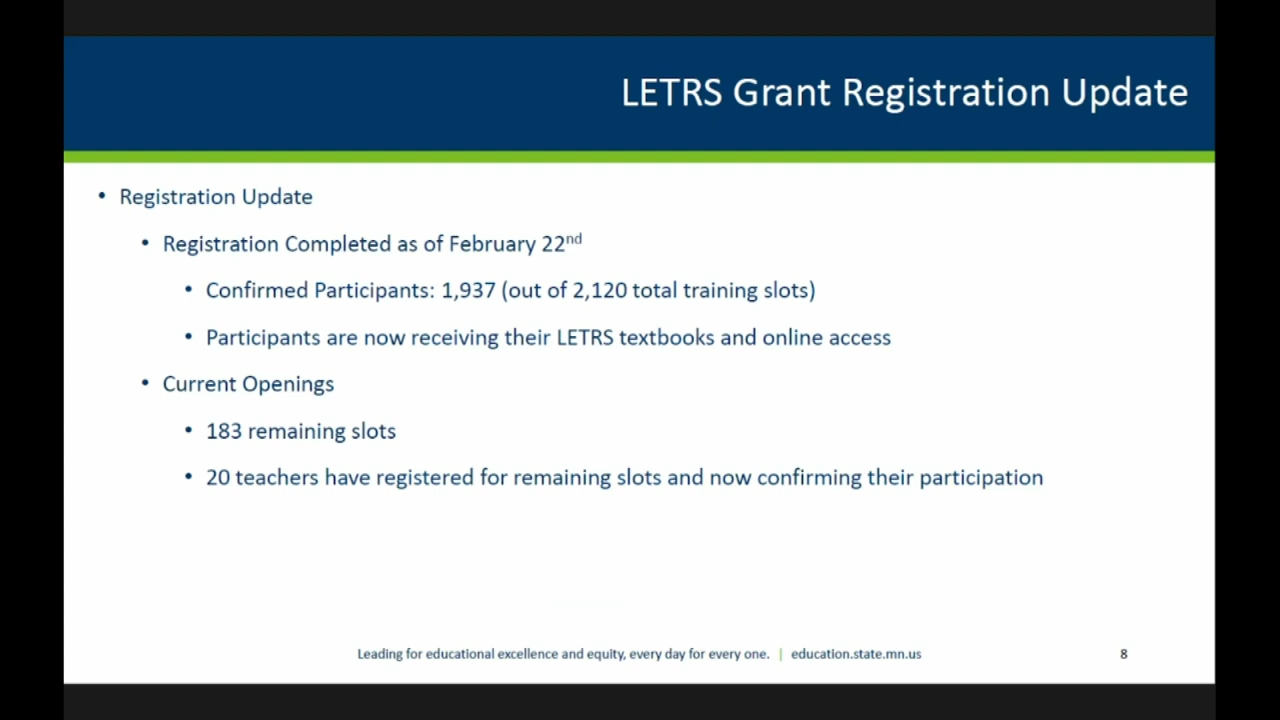 LETRS Grant Registration Update
• Registration Update
• Registration Completed as of February 22nd
• Confirmed Participants: 1,937 (out of 2,120 total training slots)
• Participants are now receiving their LETRS textbooks and online access
• Current Openings
• 183 remaining slots
• 20 teachers have registered for remaining slots and now confirming their participation
Leading for educational excellence and equity, every day for every one. | education.state.mn.us 8